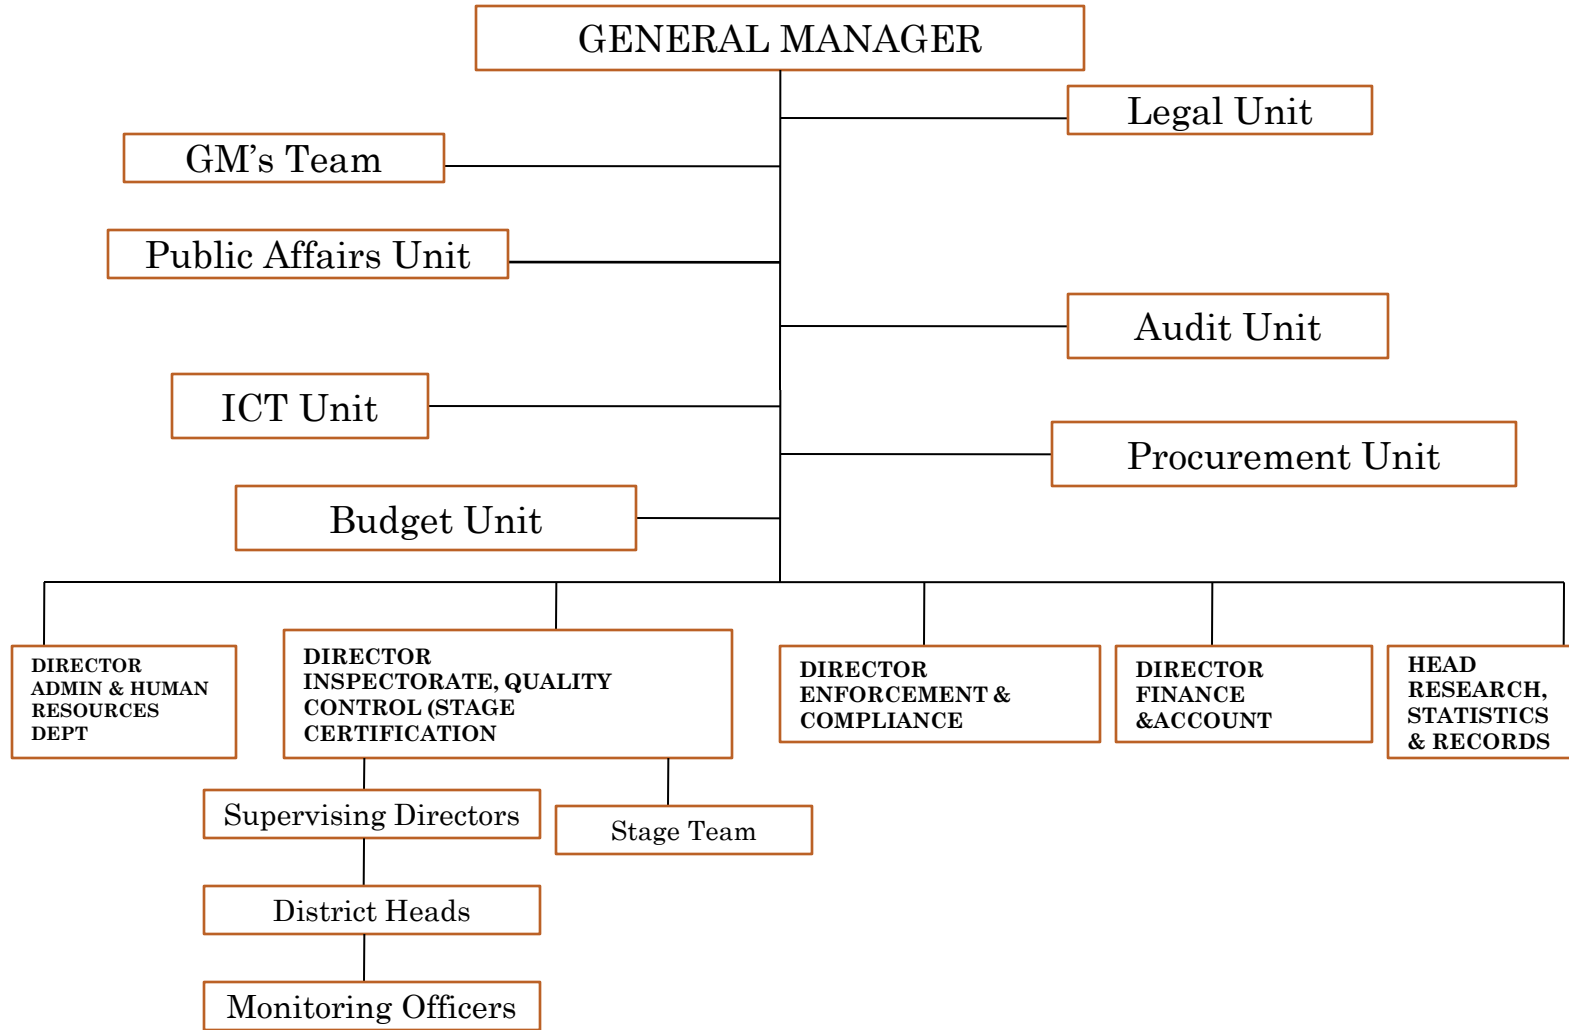 GENERAL MANAGER
Legal Unit
GM’s Team
Public Affairs Unit
Audit Unit
ICT Unit
Procurement Unit
Budget Unit
DIRECTOR
ADMIN & HUMAN
RESOURCES
DEPT
DIRECTOR
INSPECTORATE, QUALITY
CONTROL (STAGE
CERTIFICATION
DIRECTOR
ENFORCEMENT &
COMPLIANCE
DIRECTOR
FINANCE
&ACCOUNT
HEAD
RESEARCH,
STATISTICS
& RECORDS
Supervising Directors
Stage Team
District Heads
Monitoring Officers